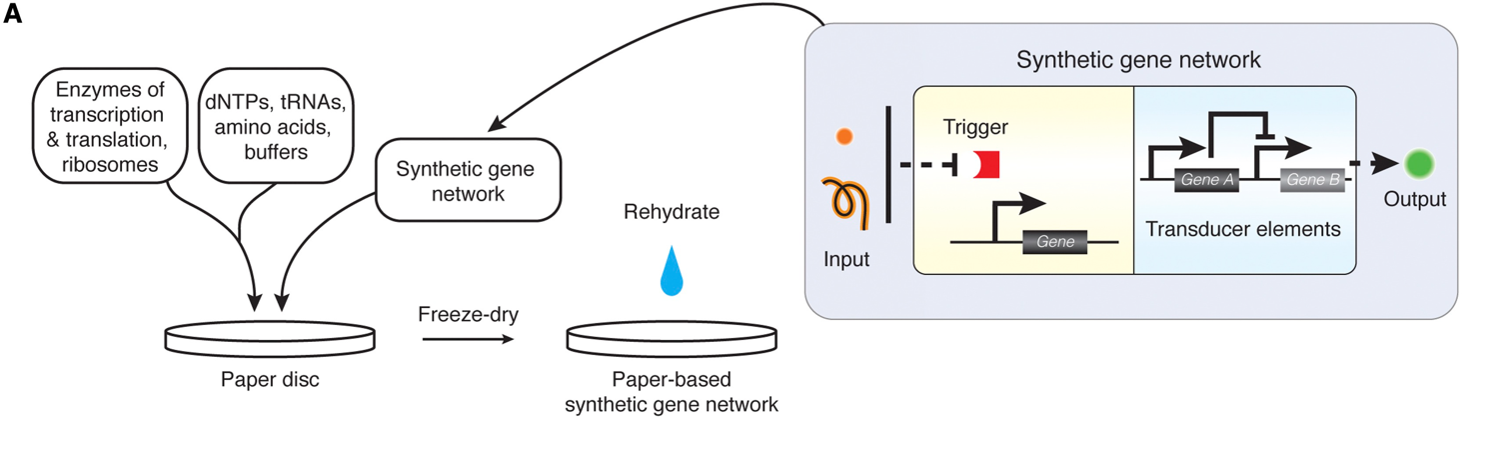 A
Enzymes of
transcription
& translation,
ribosomes
dNTPs, tRNAs,
amino acids,
buffers
Synthetic gene
network
Rehydrate
Freeze-dry
Paper disc
Paper-based
synthetic gene network
Synthetic gene network
Input
Trigger
Gene
Gene A
Gene B
Transducer elements
Output